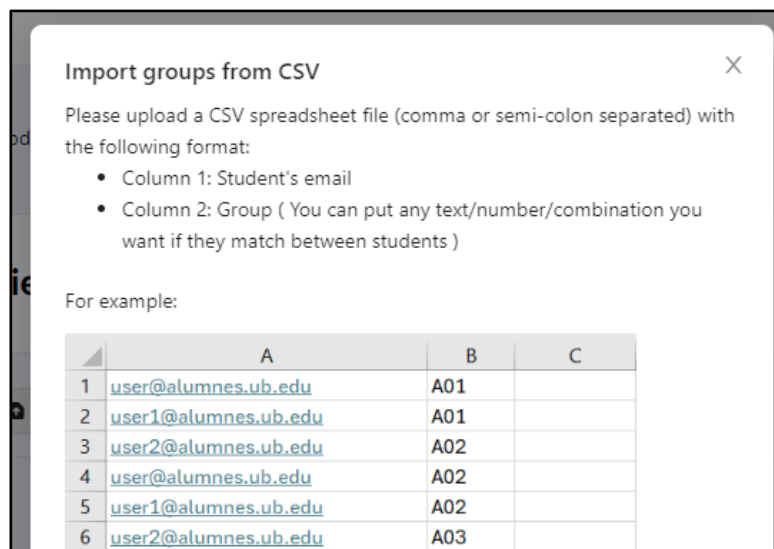 Import groups from CSV
Please upload a CSV spreadsheet file (comma or semi-colon separated) with
the following format:
• Column 1: Student's email
• Column 2: Group ( You can put any text/number/combination you
want if they match between students )
For example:
A B C
1 user@alumnes.ub.edu A01
2 user1@alumnes.ub.edu A01
3 user2@alumnes.ub.edu A02
4 user@alumnes.ub.edu A02
5 user1@alumnes.ub.edu A02
6 user2@alumnes.ub.edu A03